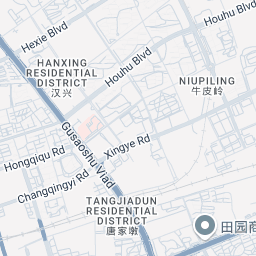 Hexie Blvd
Houhu Blvd
HANXING
RESIDENTIAL
DISTRICT
汉兴
Houhu Blvd
NIUPILING
牛皮岭
Gusaoshu Viad
Xingye Rd
Hongqiqu Rd
Changqingyi Rd
TANGJIADUN
RESIDENTIAL
DISTRICT
唐家墩
田园商